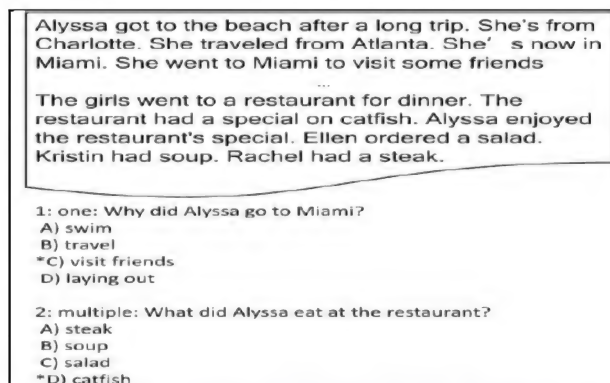 Alyssa got to the beach after a long trip. She's from
Charlotte. She traveled from Atlanta. She′ s now in
Miami. She went to Miami to visit some friends
...
The girls went to a restaurant for dinner. The
restaurant had a special on catfish. Alyssa enjoyed
the restaurant's special. Ellen ordered a salad.
Kristin had soup. Rachel had a steak.
1: one: Why did Alyssa go to Miami?
A) swim
B) travel
*C) visit friends
D) laying out
2: multiple: What did Alyssa eat at the restaurant?
A) steak
B) soup
C) salad
*D) catfish